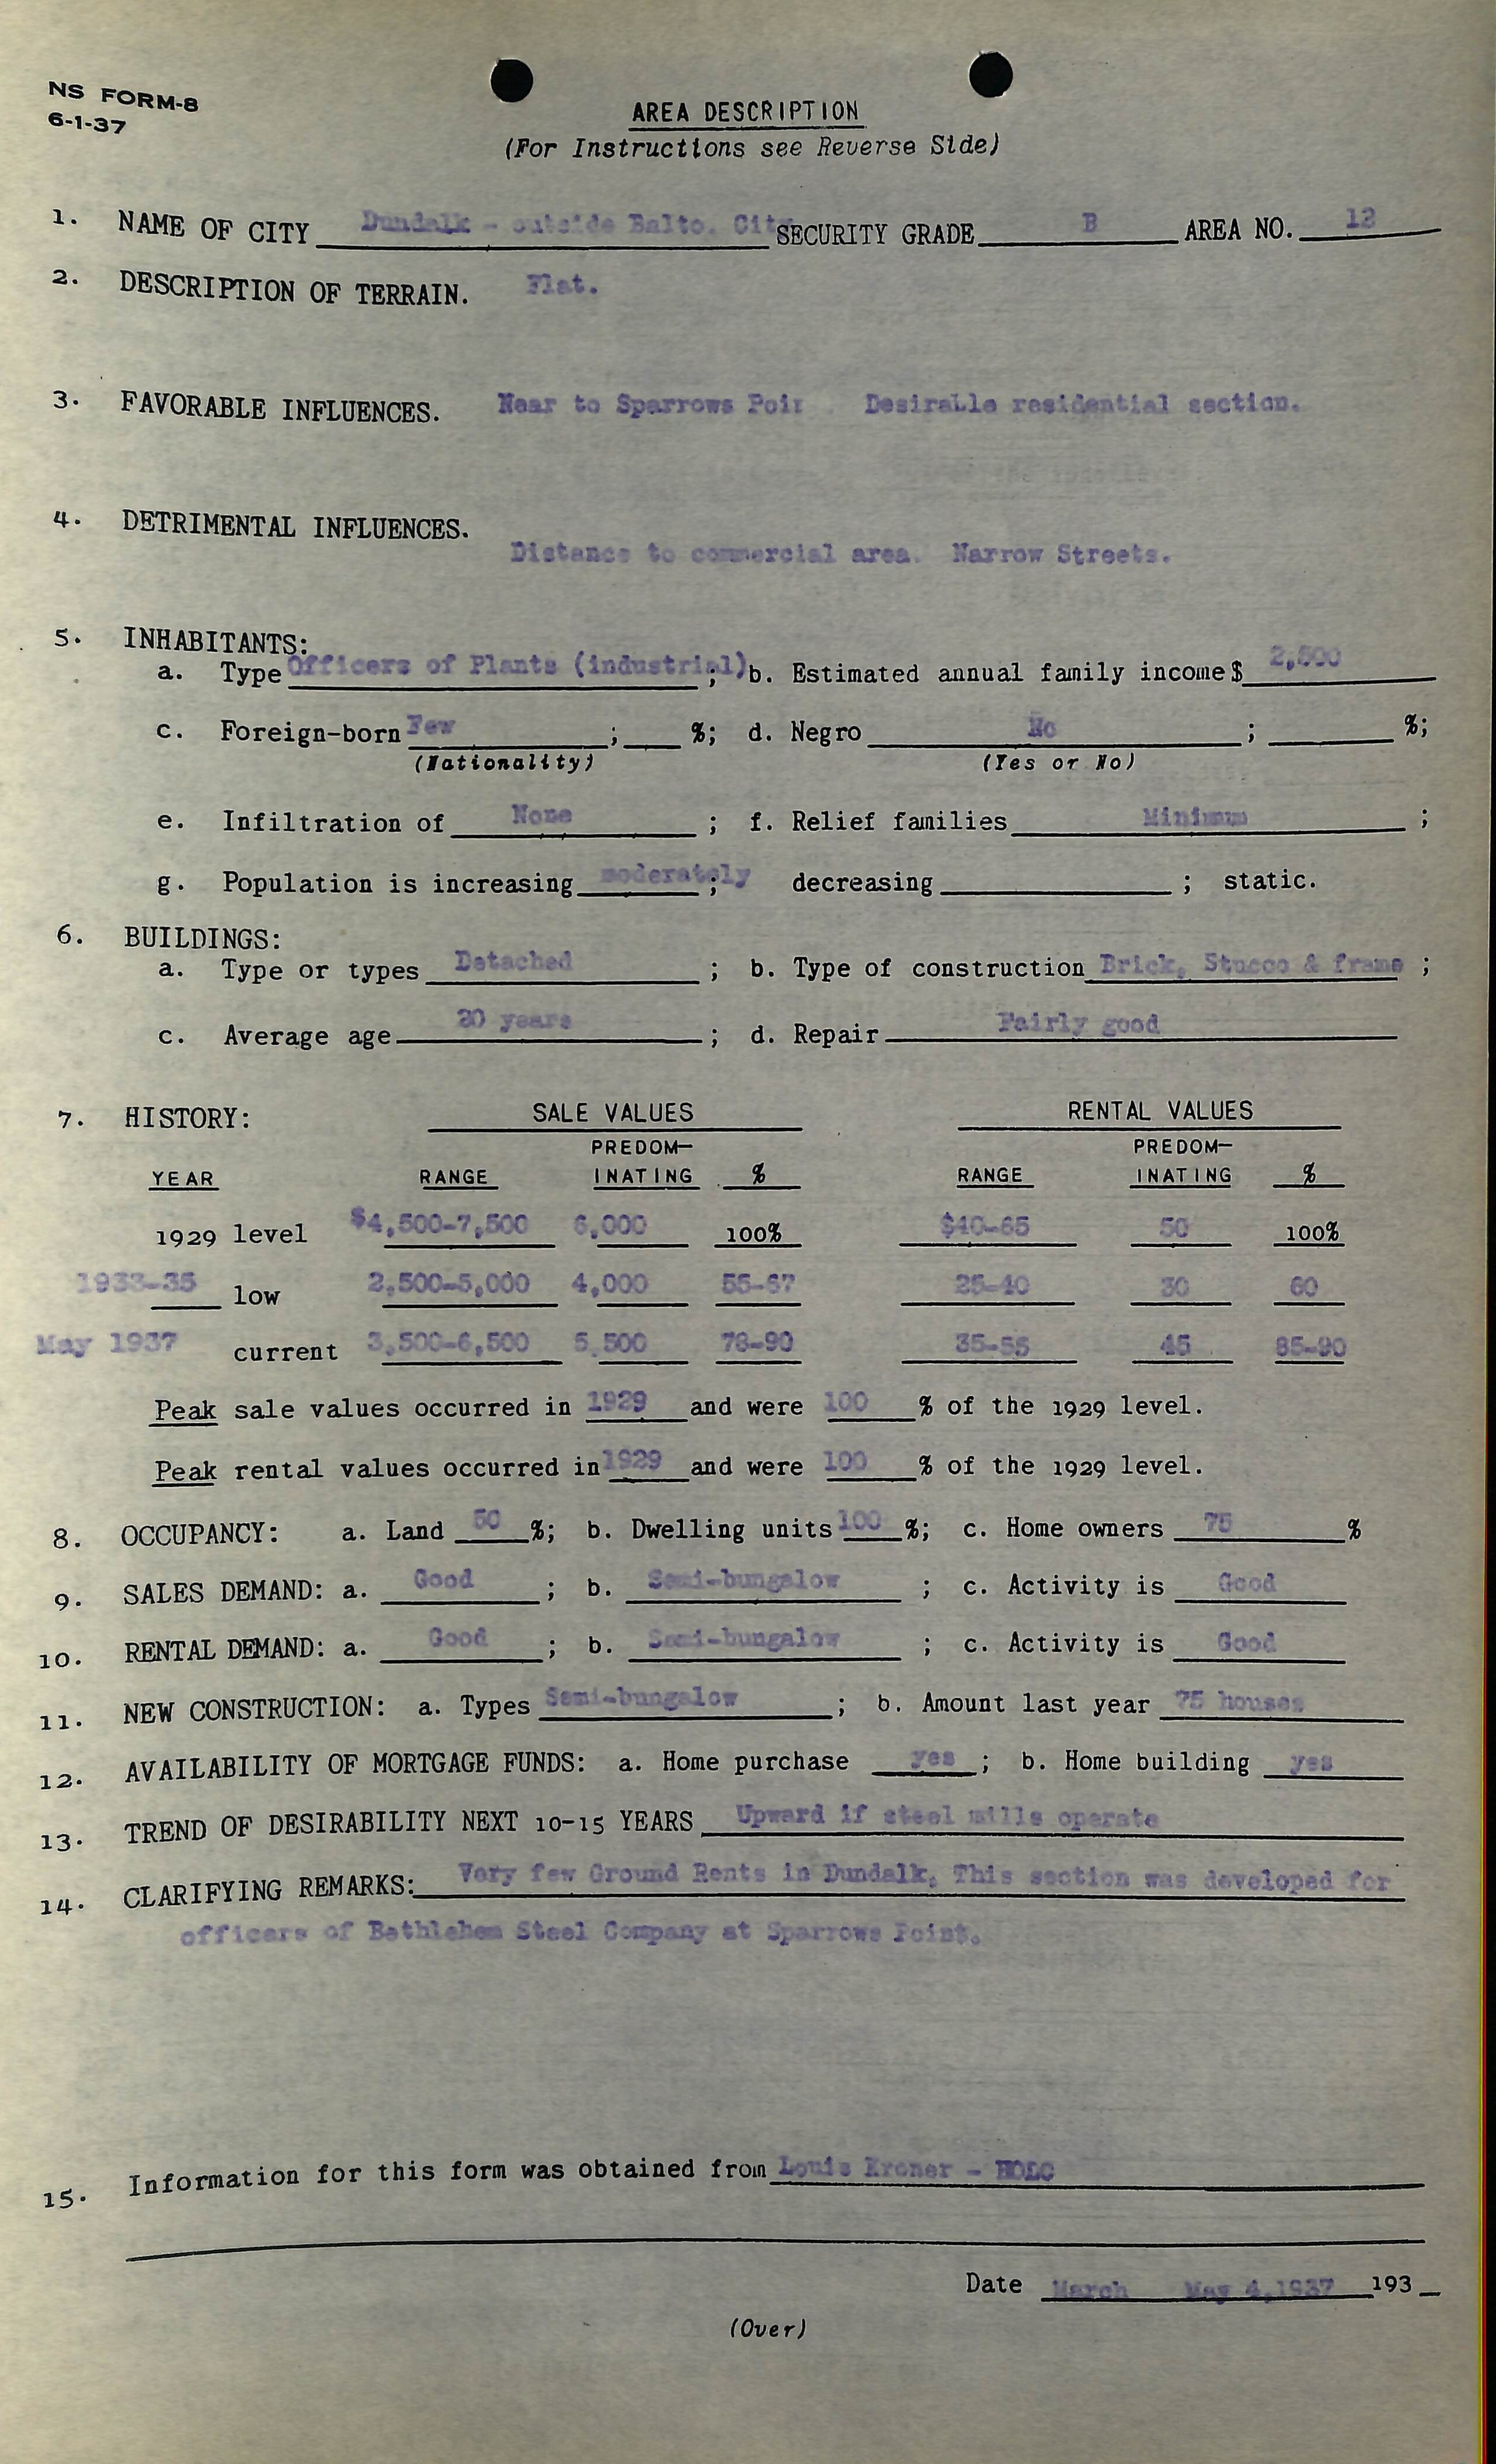 NS FORM-8
6-1-37
AREA DESCRIPTION
(For Instructions see Reverse Side)
1. NAME OF CITY Dundalk - outside Balto. City SECURITY GRADE B AREA NO. 12
2. DESCRIPTION OF TERRAIN. Flat.
3. FAVORABLE INFLUENCES. Near to Sparrows Poi Desirable residential section.
4. DETRIMENTAL INFLUENCES.
Distance to commercial area. Narrow Streets.
5. INHABITANTS:
a. Type Officers of Plants (industrial); b. Estimated annual family income $ 2,500
c. Foreign-born Few ; %; d. Negro No ; %;
(Nationality) (Yes or No)
e. Infiltration of None ; f. Relief families Minimum ;
g. Population is increasing moderately ; decreasing ; static.
6. BUILDINGS:
a. Type or types Detached ; b. Type of construction Brick, Stucco & frame ;
c. Average age 20 years ; d. Repair Fairly good
7. HISTORY: SALE VALUES RENTAL VALUES
PREDOM- PREDOM-
YEAR RANGE INATING % RANGE INATING %
1929 level $4,500-7,500 6,000 100% $40-65 50 100%
1933-35 low 2,500-5,000 4,000 55-67 25-40 30 60
May 1937 current 3,500-6,500 5,500 78-90 35-55 45 85-90
Peak sale values occurred in 1929 and were 100 % of the 1929 level.
Peak rental values occurred in 1929 and were 100 % of the 1929 level.
8. OCCUPANCY: a. Land 50 %; b. Dwelling units 100 %; c. Home owners 75 %
9. SALES DEMAND: a. Good ; b. Semi-bungalow ; c. Activity is Good
10. RENTAL DEMAND: a. Good ; b. Semi-bungalow ; c. Activity is Good
11. NEW CONSTRUCTION: a. Types Semi-bungalow ; b. Amount last year 75 houses
12. AVAILABILITY OF MORTGAGE FUNDS: a. Home purchase yes ; b. Home building yes
13. TREND OF DESIRABILITY NEXT 10-15 YEARS Upward if steel mills operate
14. CLARIFYING REMARKS: Very few Ground Rents in Dundalk. This section was developed for
officers of Bethlehem Steel Company at Sparrows Point.
15. Information for this form was obtained from Louis Kroner - HOLC
Date March May 4, 1937 193
(Over)